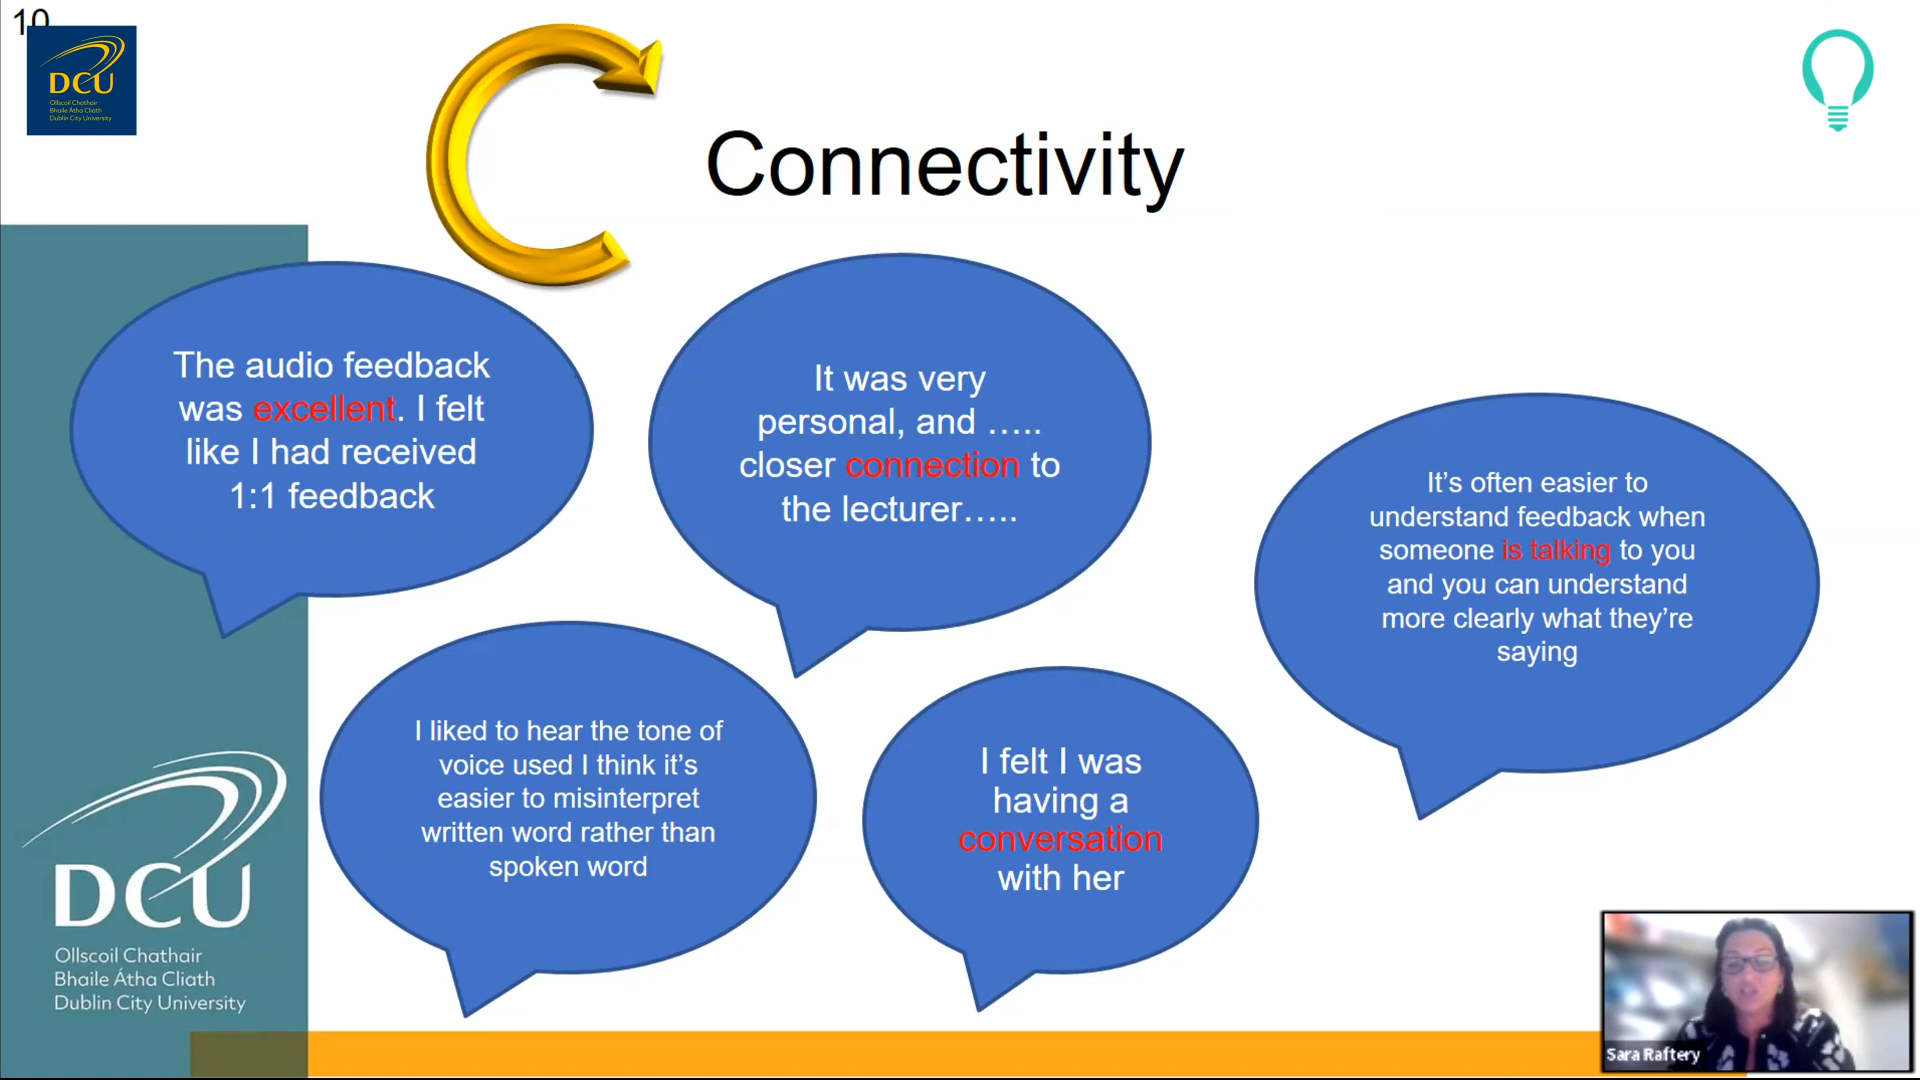 10
DCU
Ollscoil Chathair
Bhaile Átha Cliath
Dublin City University
Connectivity
The audio feedback
was excellent. I felt
like I had received
1:1 feedback
It was very
personal, and …..
closer connection to
the lecturer…..
It’s often easier to
understand feedback when
someone is talking to you
and you can understand
more clearly what they’re
saying
I liked to hear the tone of
voice used I think it’s
easier to misinterpret
written word rather than
spoken word
I felt I was
having a
conversation
with her
DCU
Ollscoil Chathair
Bhaile Átha Cliath
Dublin City University
Sara Raftery